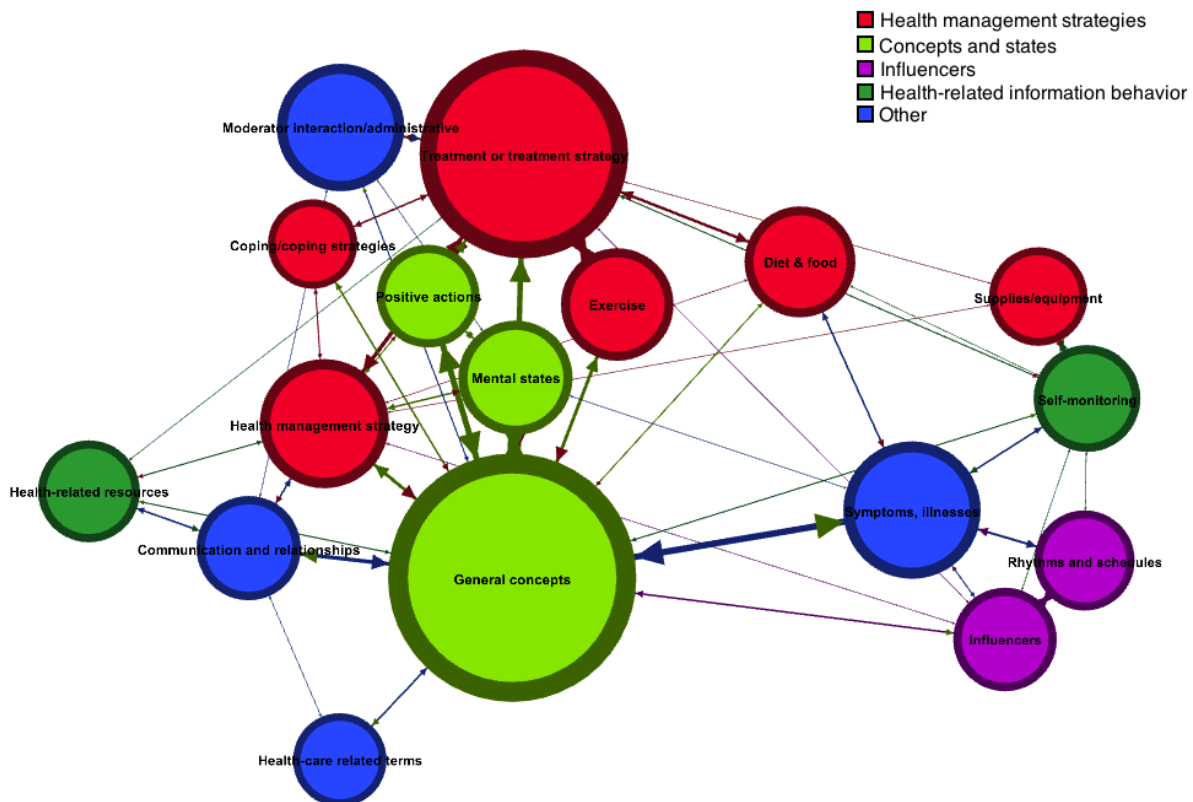 Health management strategies
Concepts and states
Influencers
Health-related information behavior
Other
Moderator interaction/administrative
Treatment or treatment strategy
Coping/coping strategies
Diet & food
Positive actions
Exercise
Supplies/equipment
Mental states
Self-monitoring
Health management strategy
Health-related resources
Symptoms, illnesses
Communication and relationships
Rhythms and schedules
General concepts
Influencers
Health-care related terms